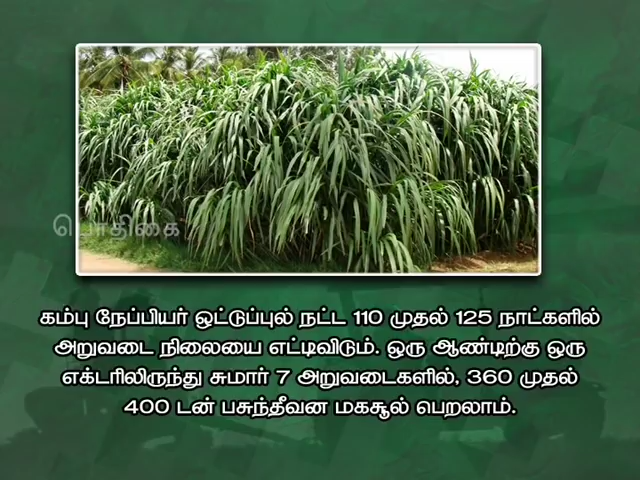 பொதிகை
கம்பு நேப்பியர் ஒட்டுப்புல் நட்ட 110 முதல் 125 நாட்களில்
அறுவடை நிலையை எட்டிவிடும். ஒரு ஆண்டிற்கு ஒரு
எக்டரிலிருந்து சுமார் 7 அறுவடைகளில், 360 முதல்
400 டன் பசுந்தீவன மகசூல் பெறலாம்.